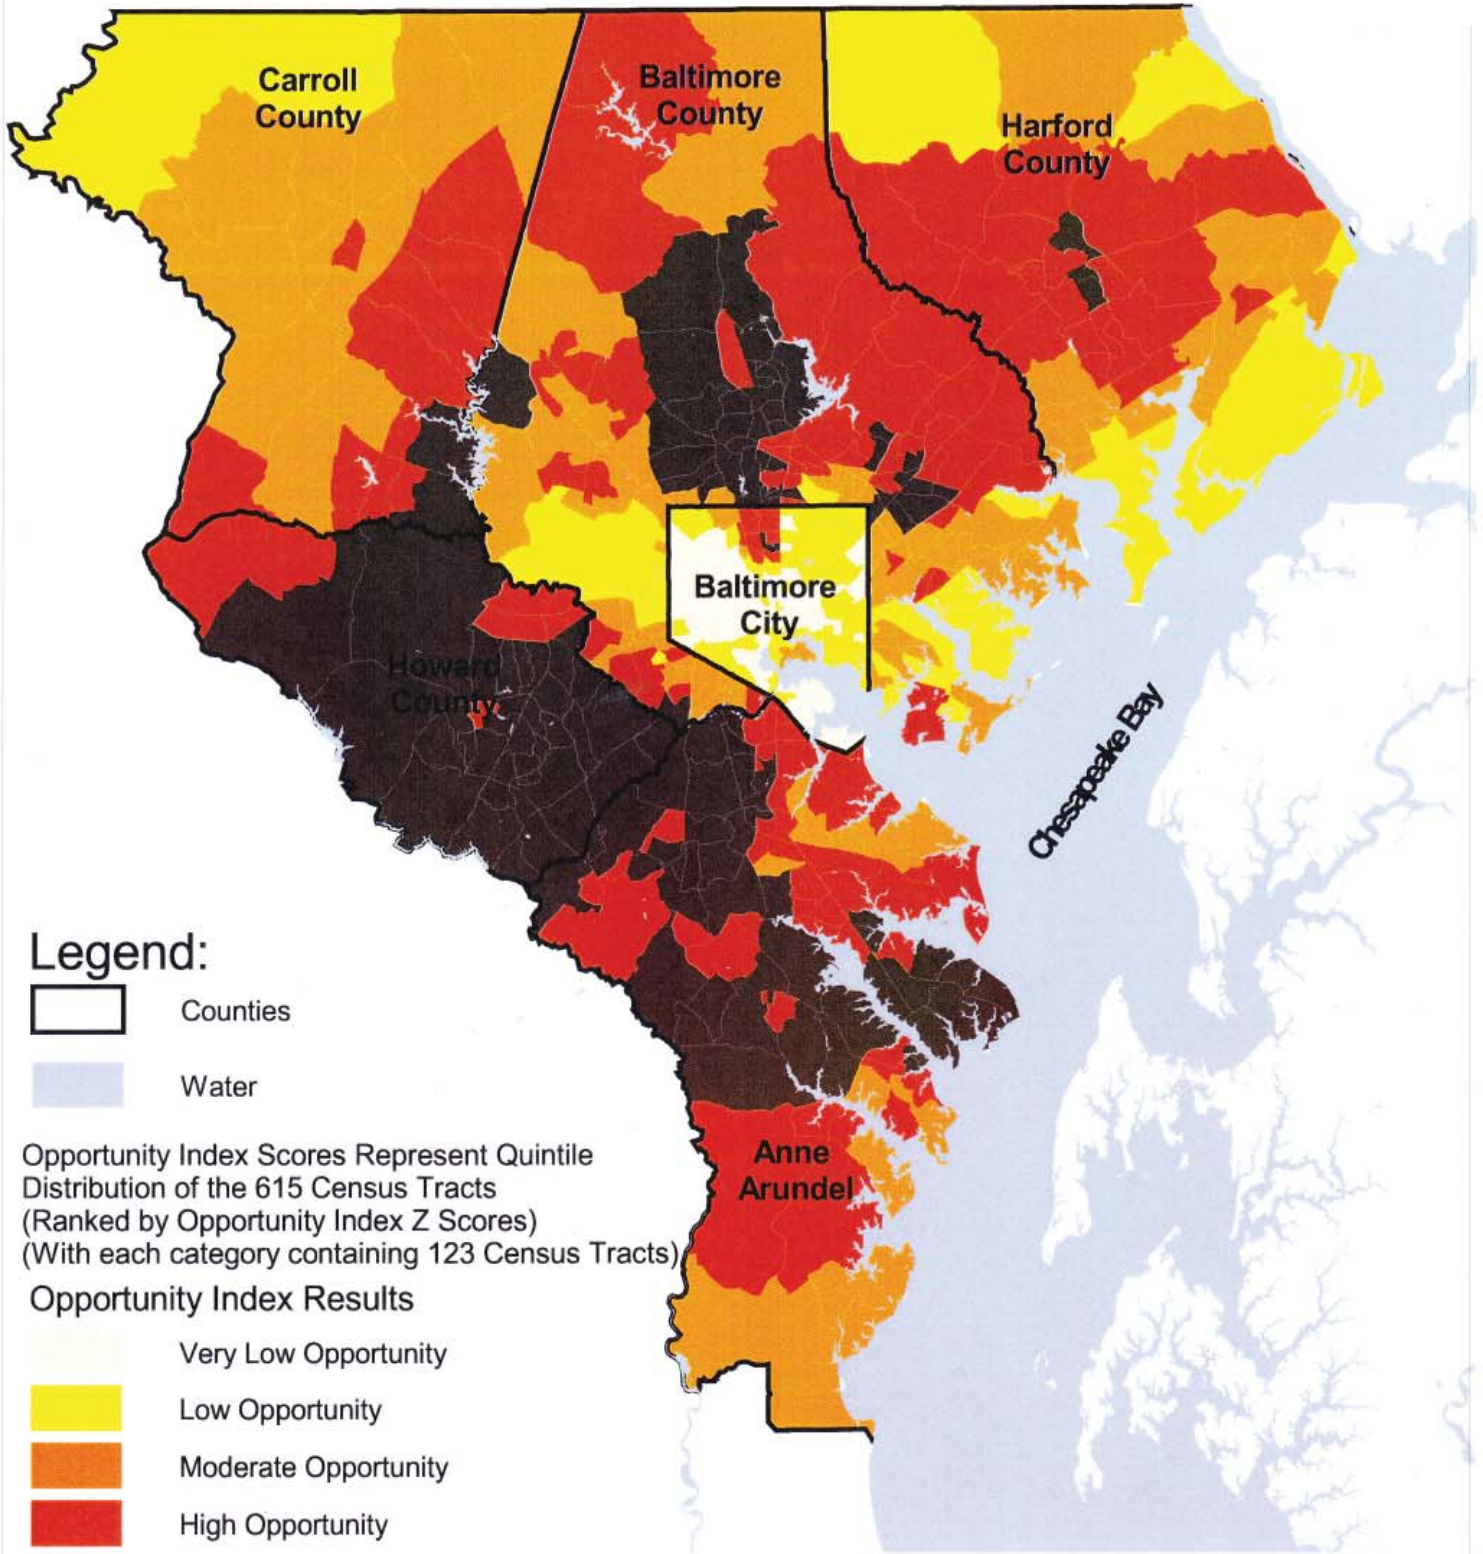 Carroll
County
Baltimore
County
Harford
County
Baltimore
City
Howard
County
Chesapeake Bay
Anne
Arundel
Legend:
Counties
Water
Opportunity Index Scores Represent Quintile
Distribution of the 615 Census Tracts
(Ranked by Opportunity Index Z Scores)
(With each category containing 123 Census Tracts)
Opportunity Index Results
Very Low Opportunity
Low Opportunity
Moderate Opportunity
High Opportunity